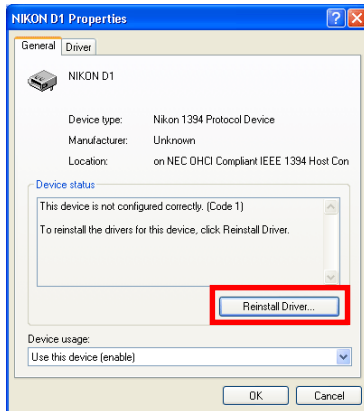 NIKON D1 Properties
General Driver
NIKON D1
Device type: Nikon 1394 Protocol Device
Manufacturer: Unknown
Location: on NEC OHCI Compliant IEEE 1394 Host Con
Device status
This device is not configured correctly. (Code 1)
To reinstall the drivers for this device, click Reinstall Driver.
Reinstall Driver...
Device usage:
Use this device (enable)
OK Cancel